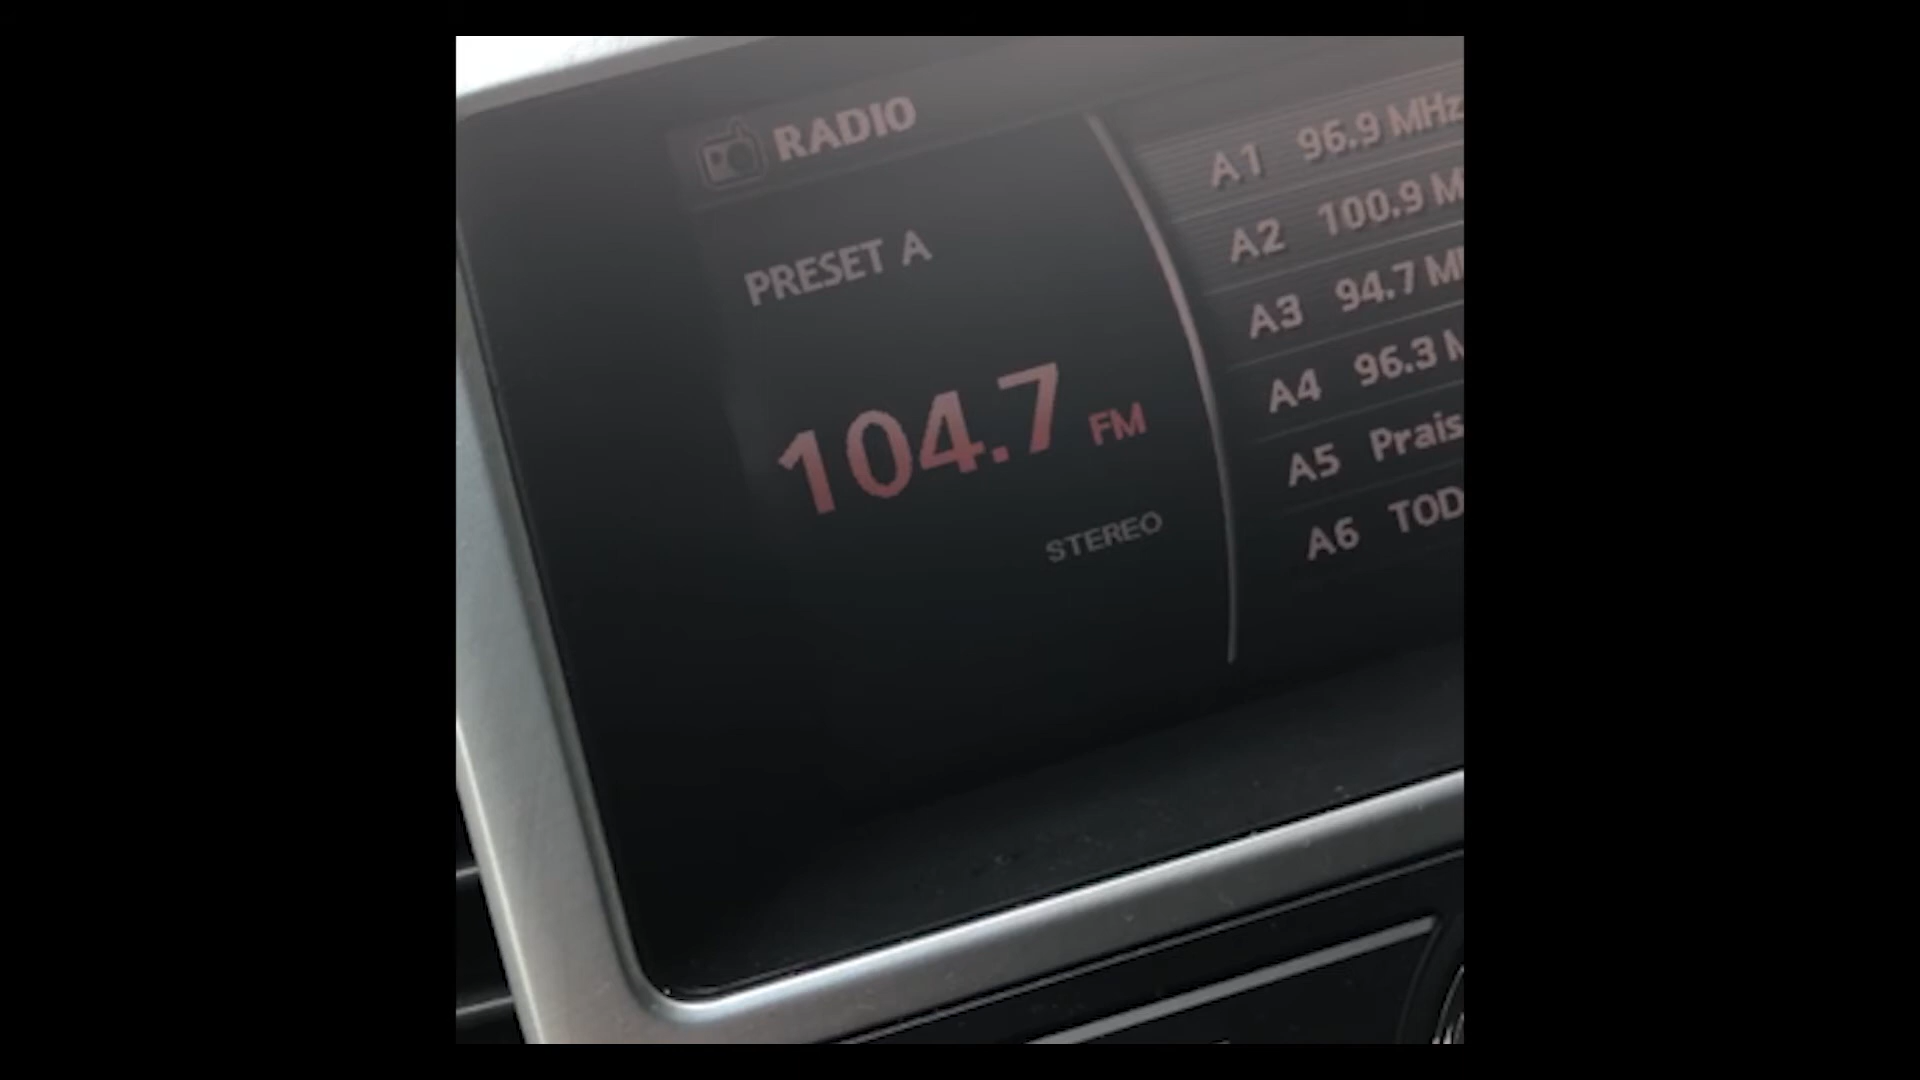 RADIO
PRESET A
104.7 FM
STEREO
A1 96.9 MHz
A2 100.9 M
A3 94.7 MH
A4 96.3 M
A5 Prais
A6 TOD